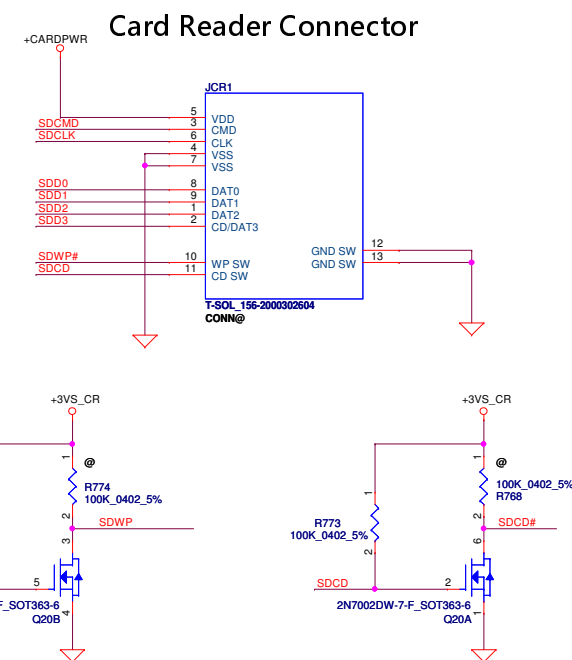 Card Reader Connector
+CARDPWR
JCR1
5 VDD
SDCMD 3 CMD
SDCLK 6 CLK
4 VSS
7 VSS
SDD0 8 DAT0
SDD1 9 DAT1
SDD2 1 DAT2
SDD3 2 CD/DAT3
GND SW 12
SDWP# 10 WP SW GND SW 13
SDCD 11 CD SW
T-SOL_156-2000302604
CONN@
+3VS_CR
1 @
R774
100K_0402_5%
2 SDWP
3
5
F_SOT363-6
4
Q20B
+3VS_CR
1 @
100K_0402_5%
R768
1
R773
100K_0402_5%
2
2 SDCD#
6
SDCD 2
2N7002DW-7-F_SOT363-6
1
Q20A